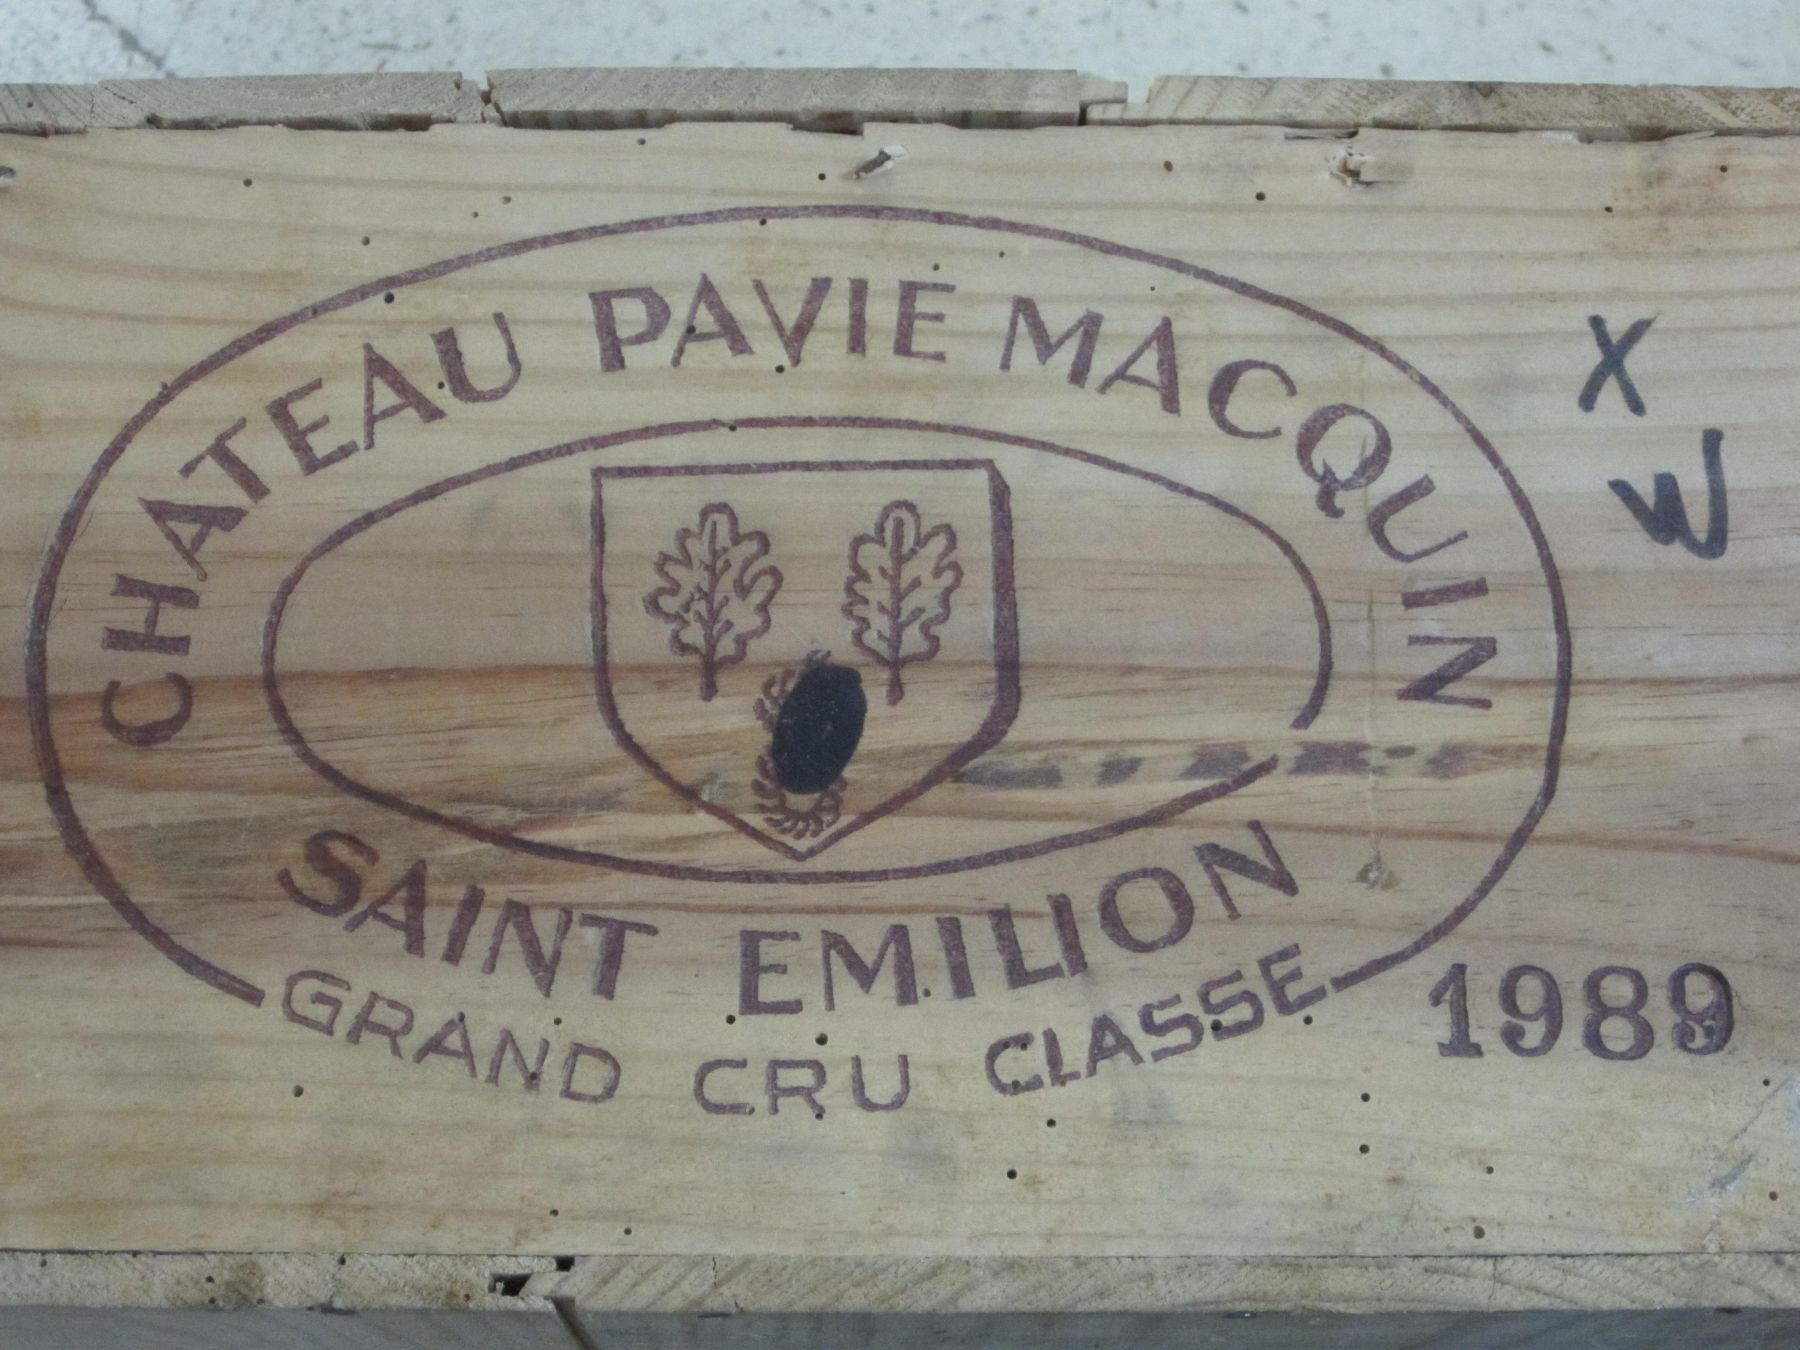 CHATEAU PAVIE MACQUIN
SAINT EMILION
GRAND CRU CLASSE
1989
X
W